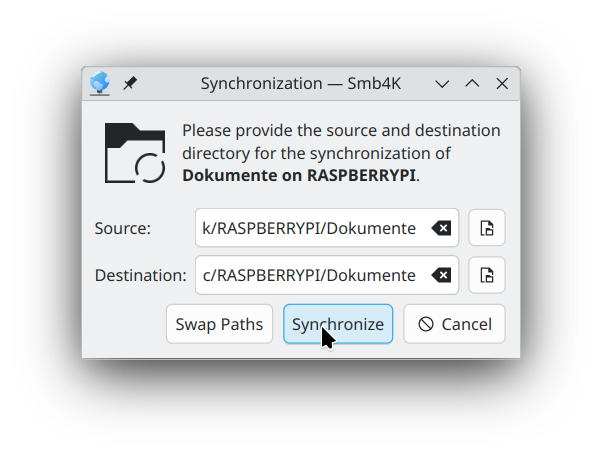 Synchronization — Smb4K
Please provide the source and destination
directory for the synchronization of
Dokumente on RASPBERRYPI.
Source: k/RASPBERRYPI/Dokumente
Destination: c/RASPBERRYPI/Dokumente
Swap Paths Synchronize Cancel